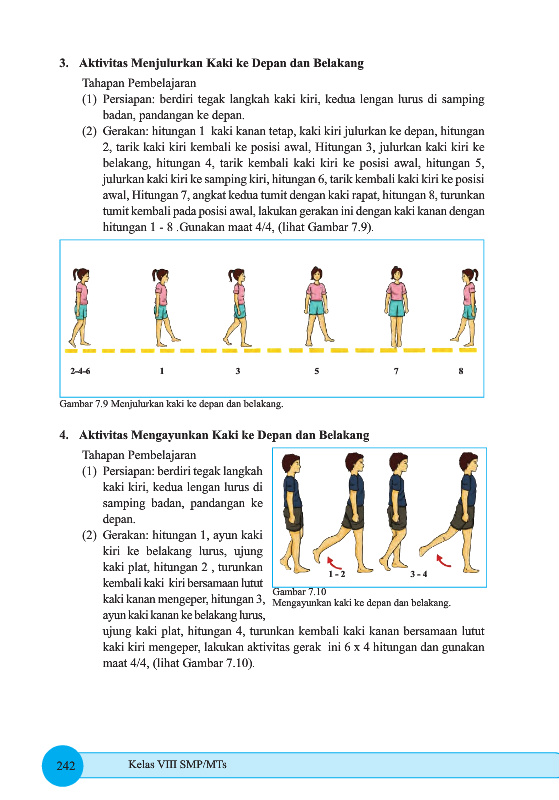 3. Aktivitas Menjulurkan Kaki ke Depan dan Belakang
Tahapan Pembelajaran
(1) Persiapan: berdiri tegak langkah kaki kiri, kedua lengan lurus di samping
badan, pandangan ke depan.
(2) Gerakan: hitungan 1 kaki kanan tetap, kaki kiri julurkan ke depan, hitungan
2, tarik kaki kiri kembali ke posisi awal, Hitungan 3, julurkan kaki kiri ke
belakang, hitungan 4, tarik kembali kaki kiri ke posisi awal, hitungan 5,
julurkan kaki kiri ke samping kiri, hitungan 6, tarik kembali kaki kiri ke posisi
awal, Hitungan 7, angkat kedua tumit dengan kaki rapat, hitungan 8, turunkan
tumit kembali pada posisi awal, lakukan gerakan ini dengan kaki kanan dengan
hitungan 1 - 8 .Gunakan maat 4/4, (lihat Gambar 7.9).
2-4-6 1 3 5 7 8
Gambar 7.9 Menjulurkan kaki ke depan dan belakang.
4. Aktivitas Mengayunkan Kaki ke Depan dan Belakang
Tahapan Pembelajaran
(1) Persiapan: berdiri tegak langkah
kaki kiri, kedua lengan lurus di
samping badan, pandangan ke
depan.
(2) Gerakan: hitungan 1, ayun kaki
kiri ke belakang lurus, ujung
kaki plat, hitungan 2 , turunkan
kembali kaki kiri bersamaan lutut
kaki kanan mengeper, hitungan 3,
ayun kaki kanan ke belakang lurus,
ujung kaki plat, hitungan 4, turunkan kembali kaki kanan bersamaan lutut
kaki kiri mengeper, lakukan aktivitas gerak ini 6 x 4 hitungan dan gunakan
maat 4/4, (lihat Gambar 7.10).
1 - 2 3 - 4
Gambar 7.10
Mengayunkan kaki ke depan dan belakang.
242 Kelas VIII SMP/MTs